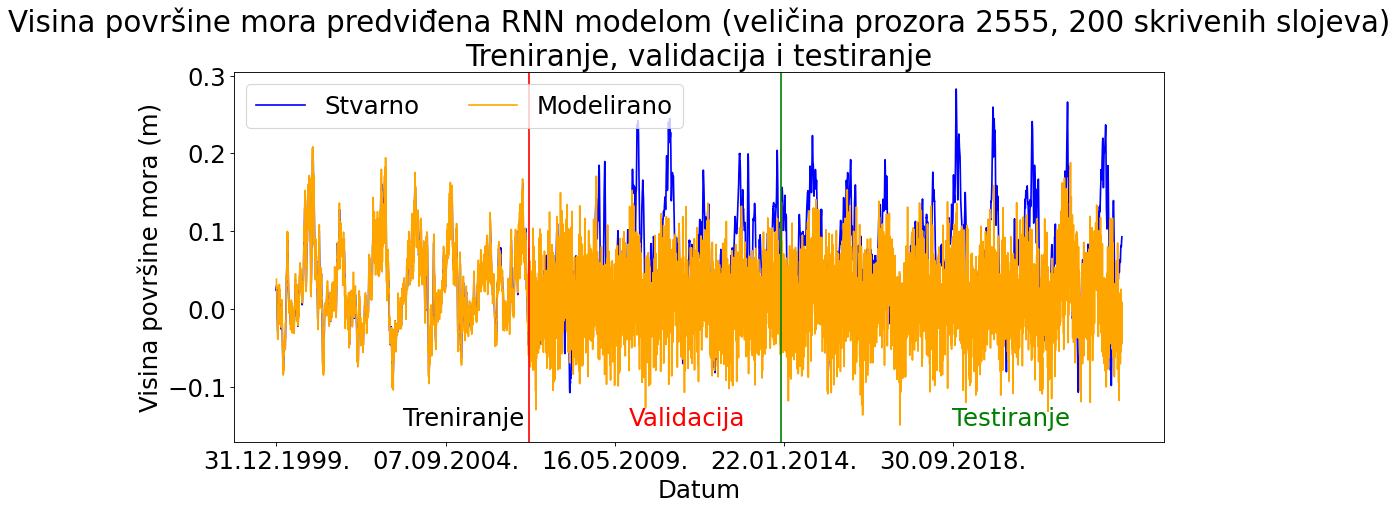 Visina površine mora predviđena RNN modelom (veličina prozora 2555, 200 skrivenih slojeva)
Treniranje, validacija i testiranje
Stvarno
Modelirano
Visina površine mora (m)
0.3
0.2
0.1
0.0
−0.1
Treniranje
Validacija
Testiranje
31.12.1999.
07.09.2004.
16.05.2009.
22.01.2014.
30.09.2018.
Datum